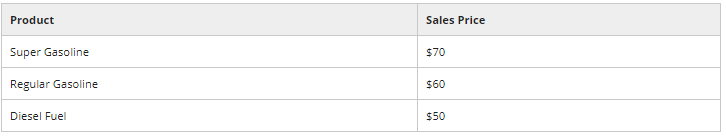 Product Sales Price
Super Gasoline $70
Regular Gasoline $60
Diesel Fuel $50